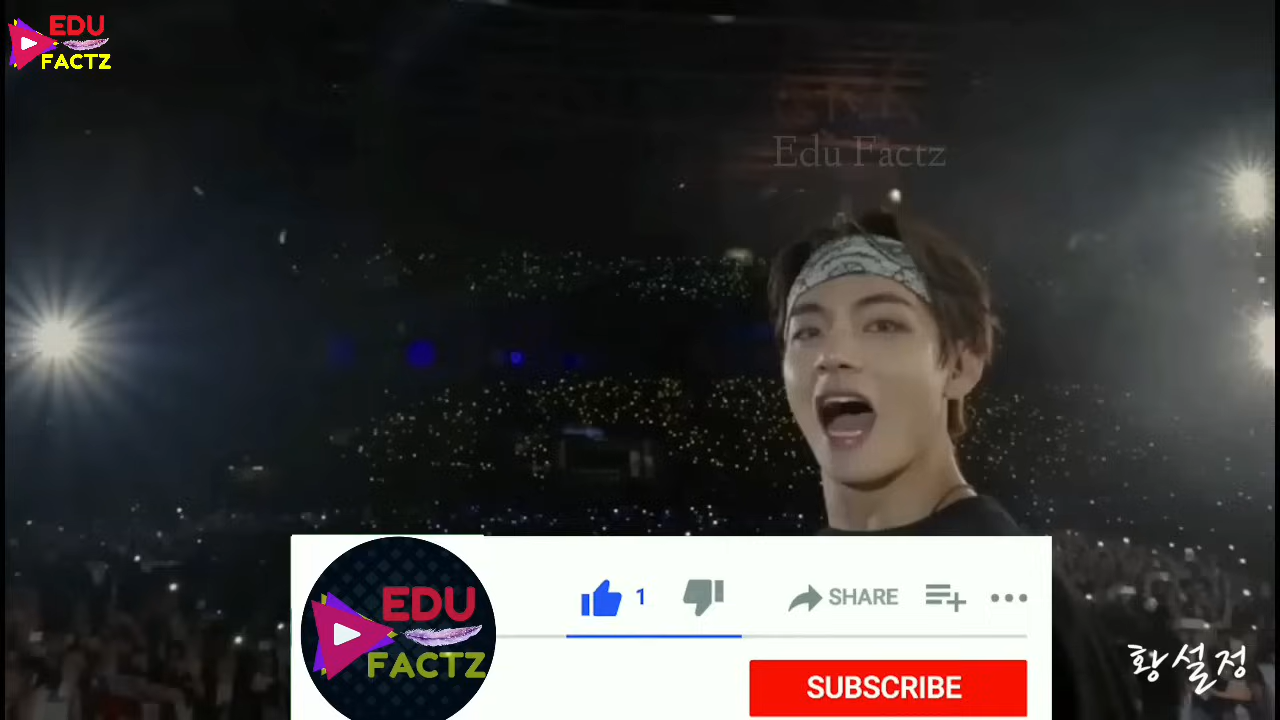 EDU
FACTZ
Edu Factz
1
SHARE
EDU
FACTZ
SUBSCRIBE
황설정